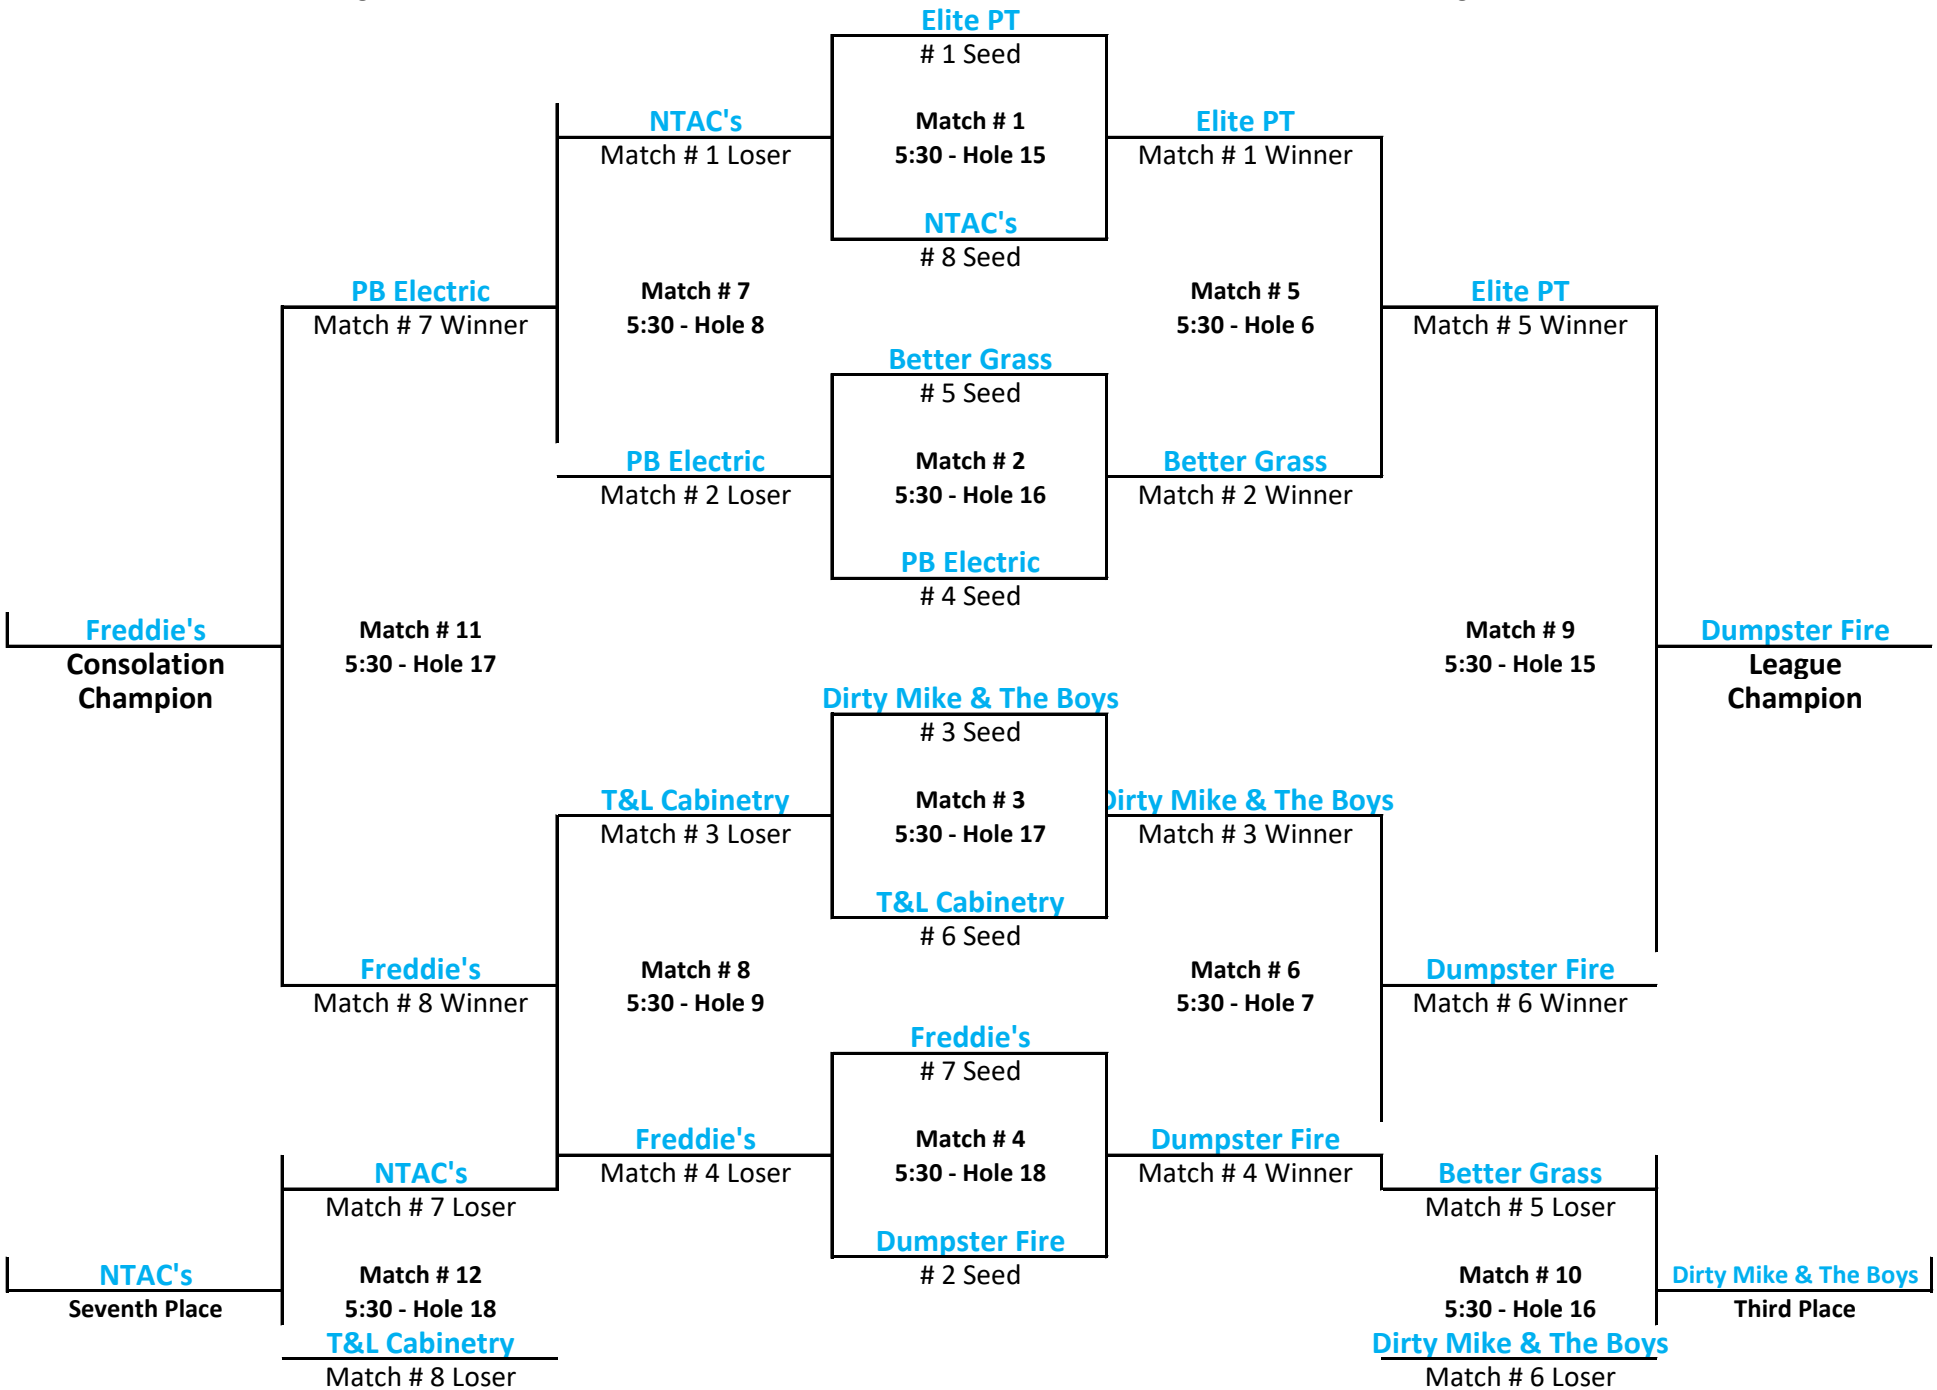 Elite PT
# 1 Seed
NTAC's
Match # 1
Elite PT
Match # 1 Loser
5:30 - Hole 15
Match # 1 Winner
NTAC's
# 8 Seed
PB Electric
Match # 7
Match # 5
Elite PT
Match # 7 Winner
5:30 - Hole 8
5:30 - Hole 6
Match # 5 Winner
Better Grass
# 5 Seed
PB Electric
Match # 2
Better Grass
Match # 2 Loser
5:30 - Hole 16
Match # 2 Winner
PB Electric
# 4 Seed
Freddie's
Match # 11
Match # 9
Dumpster Fire
Consolation
5:30 - Hole 17
5:30 - Hole 15
League
Champion
Champion
Dirty Mike & The Boys
# 3 Seed
T&L Cabinetry
Match # 3
Dirty Mike & The Boys
Match # 3 Loser
5:30 - Hole 17
Match # 3 Winner
T&L Cabinetry
# 6 Seed
Freddie's
Match # 8
Match # 6
Dumpster Fire
Match # 8 Winner
5:30 - Hole 9
5:30 - Hole 7
Match # 6 Winner
Freddie's
# 7 Seed
Freddie's
Match # 4
Dumpster Fire
Match # 4 Loser
5:30 - Hole 18
Match # 4 Winner
NTAC's
Better Grass
Match # 7 Loser
Match # 5 Loser
Dumpster Fire
# 2 Seed
NTAC's
Match # 12
Match # 10
Dirty Mike & The Boys
Seventh Place
5:30 - Hole 18
5:30 - Hole 16
Third Place
T&L Cabinetry
Dirty Mike & The Boys
Match # 8 Loser
Match # 6 Loser